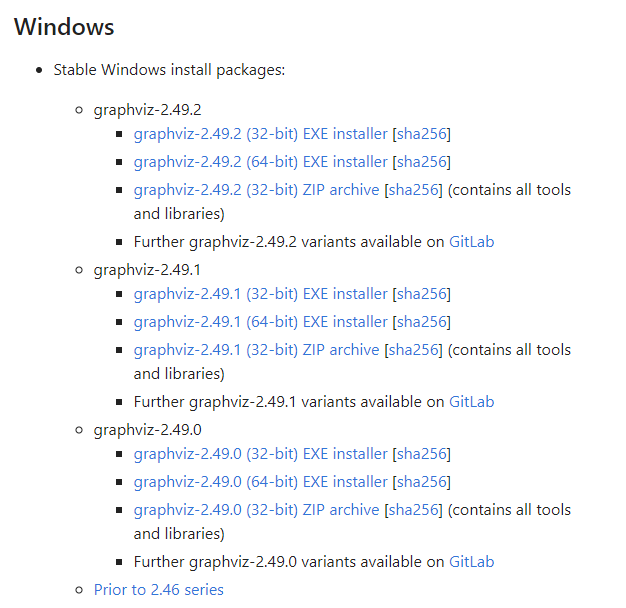 Windows
Stable Windows install packages:
graphviz-2.49.2
graphviz-2.49.2 (32-bit) EXE installer [sha256]
graphviz-2.49.2 (64-bit) EXE installer [sha256]
graphviz-2.49.2 (32-bit) ZIP archive [sha256] (contains all tools
and libraries)
Further graphviz-2.49.2 variants available on GitLab
graphviz-2.49.1
graphviz-2.49.1 (32-bit) EXE installer [sha256]
graphviz-2.49.1 (64-bit) EXE installer [sha256]
graphviz-2.49.1 (32-bit) ZIP archive [sha256] (contains all tools
and libraries)
Further graphviz-2.49.1 variants available on GitLab
graphviz-2.49.0
graphviz-2.49.0 (32-bit) EXE installer [sha256]
graphviz-2.49.0 (64-bit) EXE installer [sha256]
graphviz-2.49.0 (32-bit) ZIP archive [sha256] (contains all tools
and libraries)
Further graphviz-2.49.0 variants available on GitLab
Prior to 2.46 series